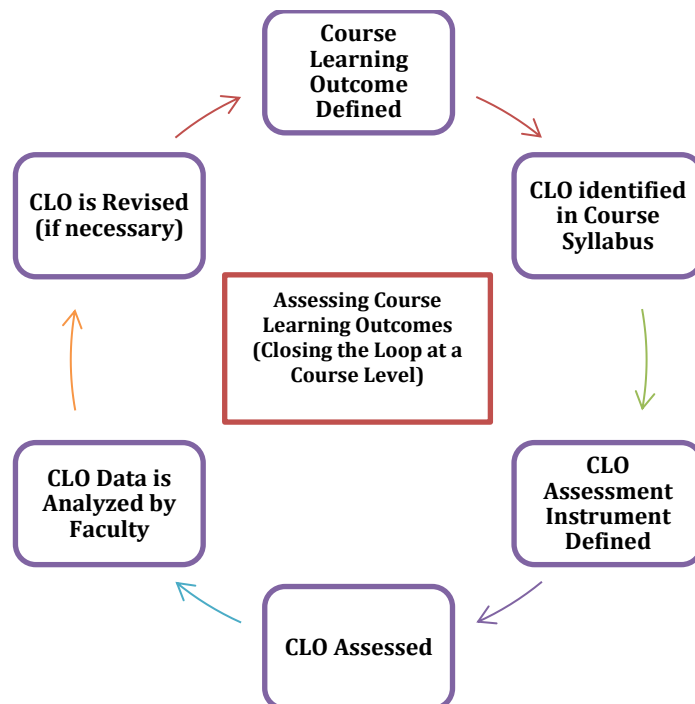 Course
Learning
Outcome
Defined
CLO identified
in Course
Syllabus
CLO
Assessment
Instrument
Defined
CLO Assessed
CLO Data is
Analyzed by
Faculty
CLO is Revised
(if necessary)
Assessing Course
Learning Outcomes
(Closing the Loop at a
Course Level)